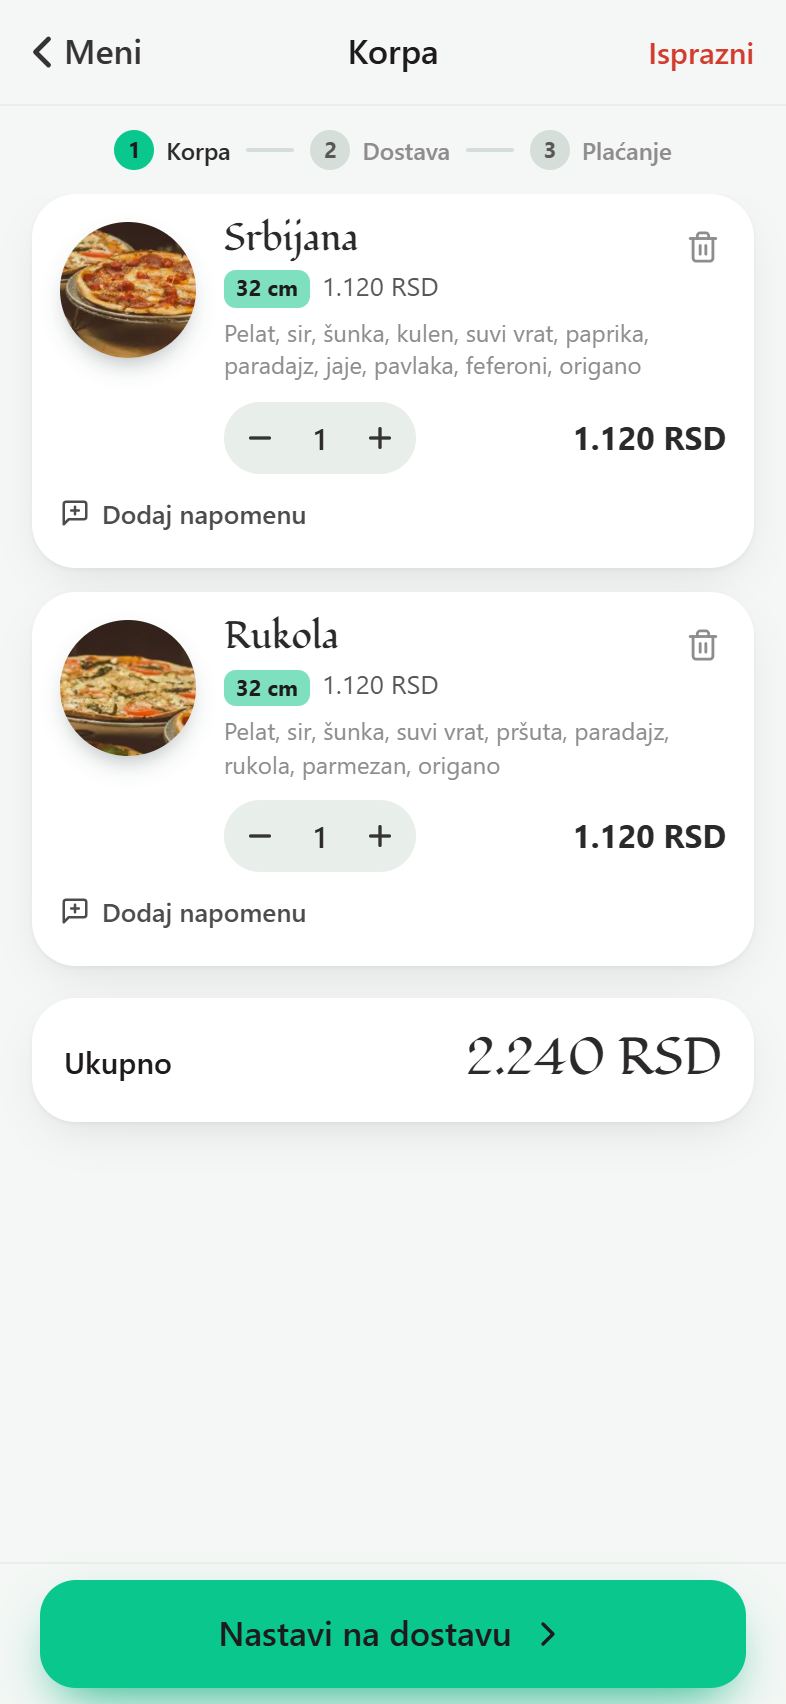 Meni
Korpa
Isprazni
1 Korpa
2 Dostava
3 Plaćanje
Srbijana
32 cm 1.120 RSD
Pelat, sir, šunka, kulen, suvi vrat, paprika,
paradajz, jaje, pavlaka, feferoni, origano
1
1.120 RSD
Dodaj napomenu
Rukola
32 cm 1.120 RSD
Pelat, sir, šunka, suvi vrat, pršuta, paradajz,
rukola, parmezan, origano
1
1.120 RSD
Dodaj napomenu
Ukupno
2.240 RSD
Nastavi na dostavu